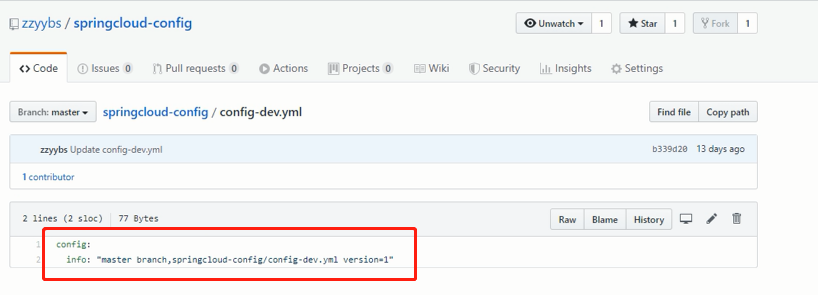 zzyybs / springcloud-config
Unwatch 1 Star 1 Fork 1
Code Issues 0 Pull requests 0 Actions Projects 0 Wiki Security Insights Settings
Branch: master springcloud-config / config-dev.yml Find file Copy path
zzyybs Update config-dev.yml b339d20 13 days ago
1 contributor
2 lines (2 sloc) 77 Bytes Raw Blame History
1 config:
2 info: "master branch,springcloud-config/config-dev.yml version=1"